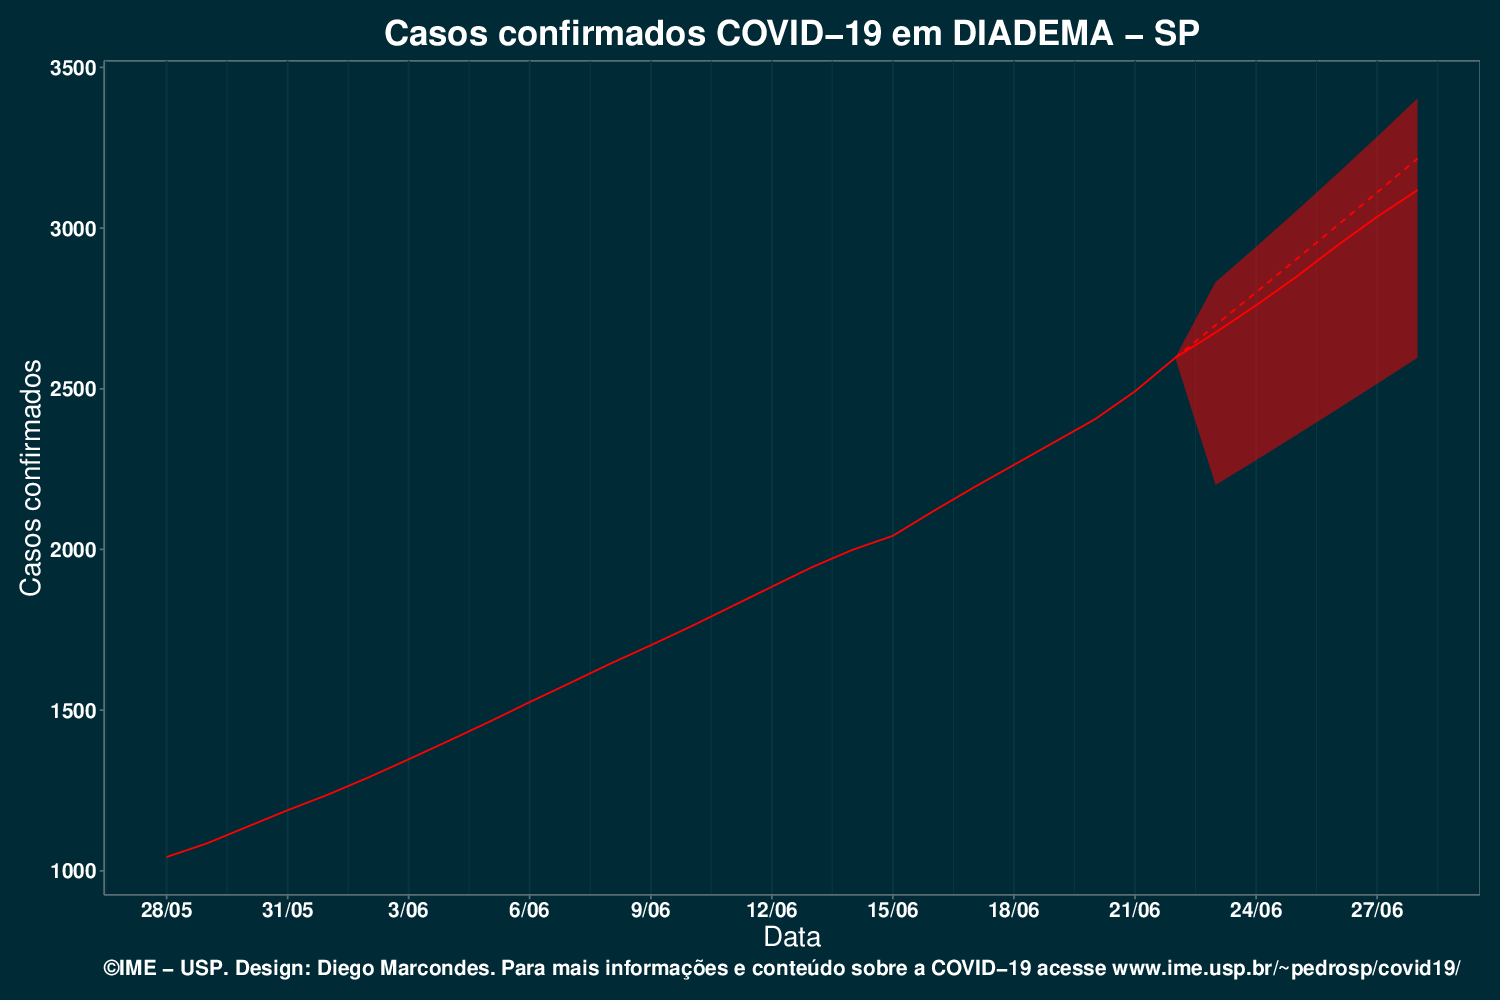 Casos confirmados COVID−19 em DIADEMA − SP
Casos confirmados
3500
3000
2500
2000
1500
1000
28/05 31/05 3/06 6/06 9/06 12/06 15/06 18/06 21/06 24/06 27/06
Data
©IME − USP. Design: Diego Marcondes. Para mais informações e conteúdo sobre a COVID−19 acesse www.ime.usp.br/~pedrosp/covid19/